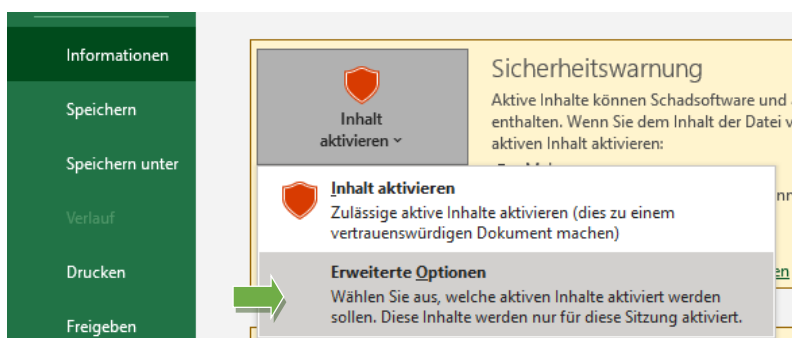 Informationen
Speichern
Speichern unter
Verlauf
Drucken
Freigeben
Inhalt
aktivieren
Sicherheitswarnung
Aktive Inhalte können Schadsoftware und
enthalten. Wenn Sie dem Inhalt der Datei v
aktiven Inhalt aktivieren:
Inhalt aktivieren
Zulässige aktive Inhalte aktivieren (dies zu einem
vertrauenswürdigen Dokument machen)
Erweiterte Optionen
Wählen Sie aus, welche aktiven Inhalte aktiviert werden
sollen. Diese Inhalte werden nur für diese Sitzung aktiviert.